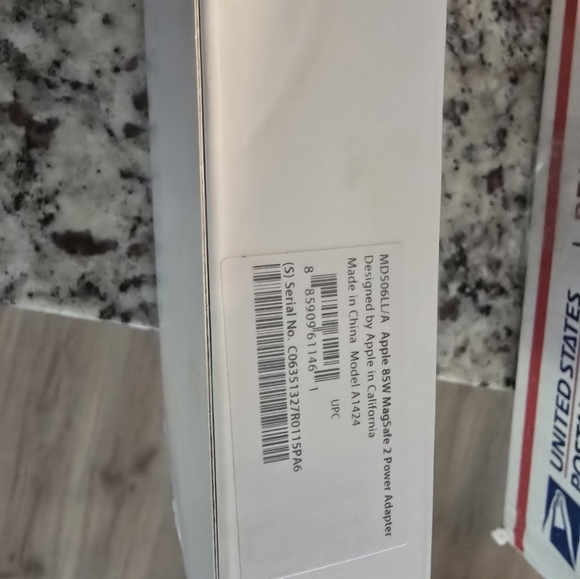 MD506LL/A Apple 85W MagSafe 2 Power Adapter
Designed by Apple in California
Made in China Model A1424
UPC
8 85909 61146 1
(S) Serial No. C06351327R0115PA6
UNITED STATES